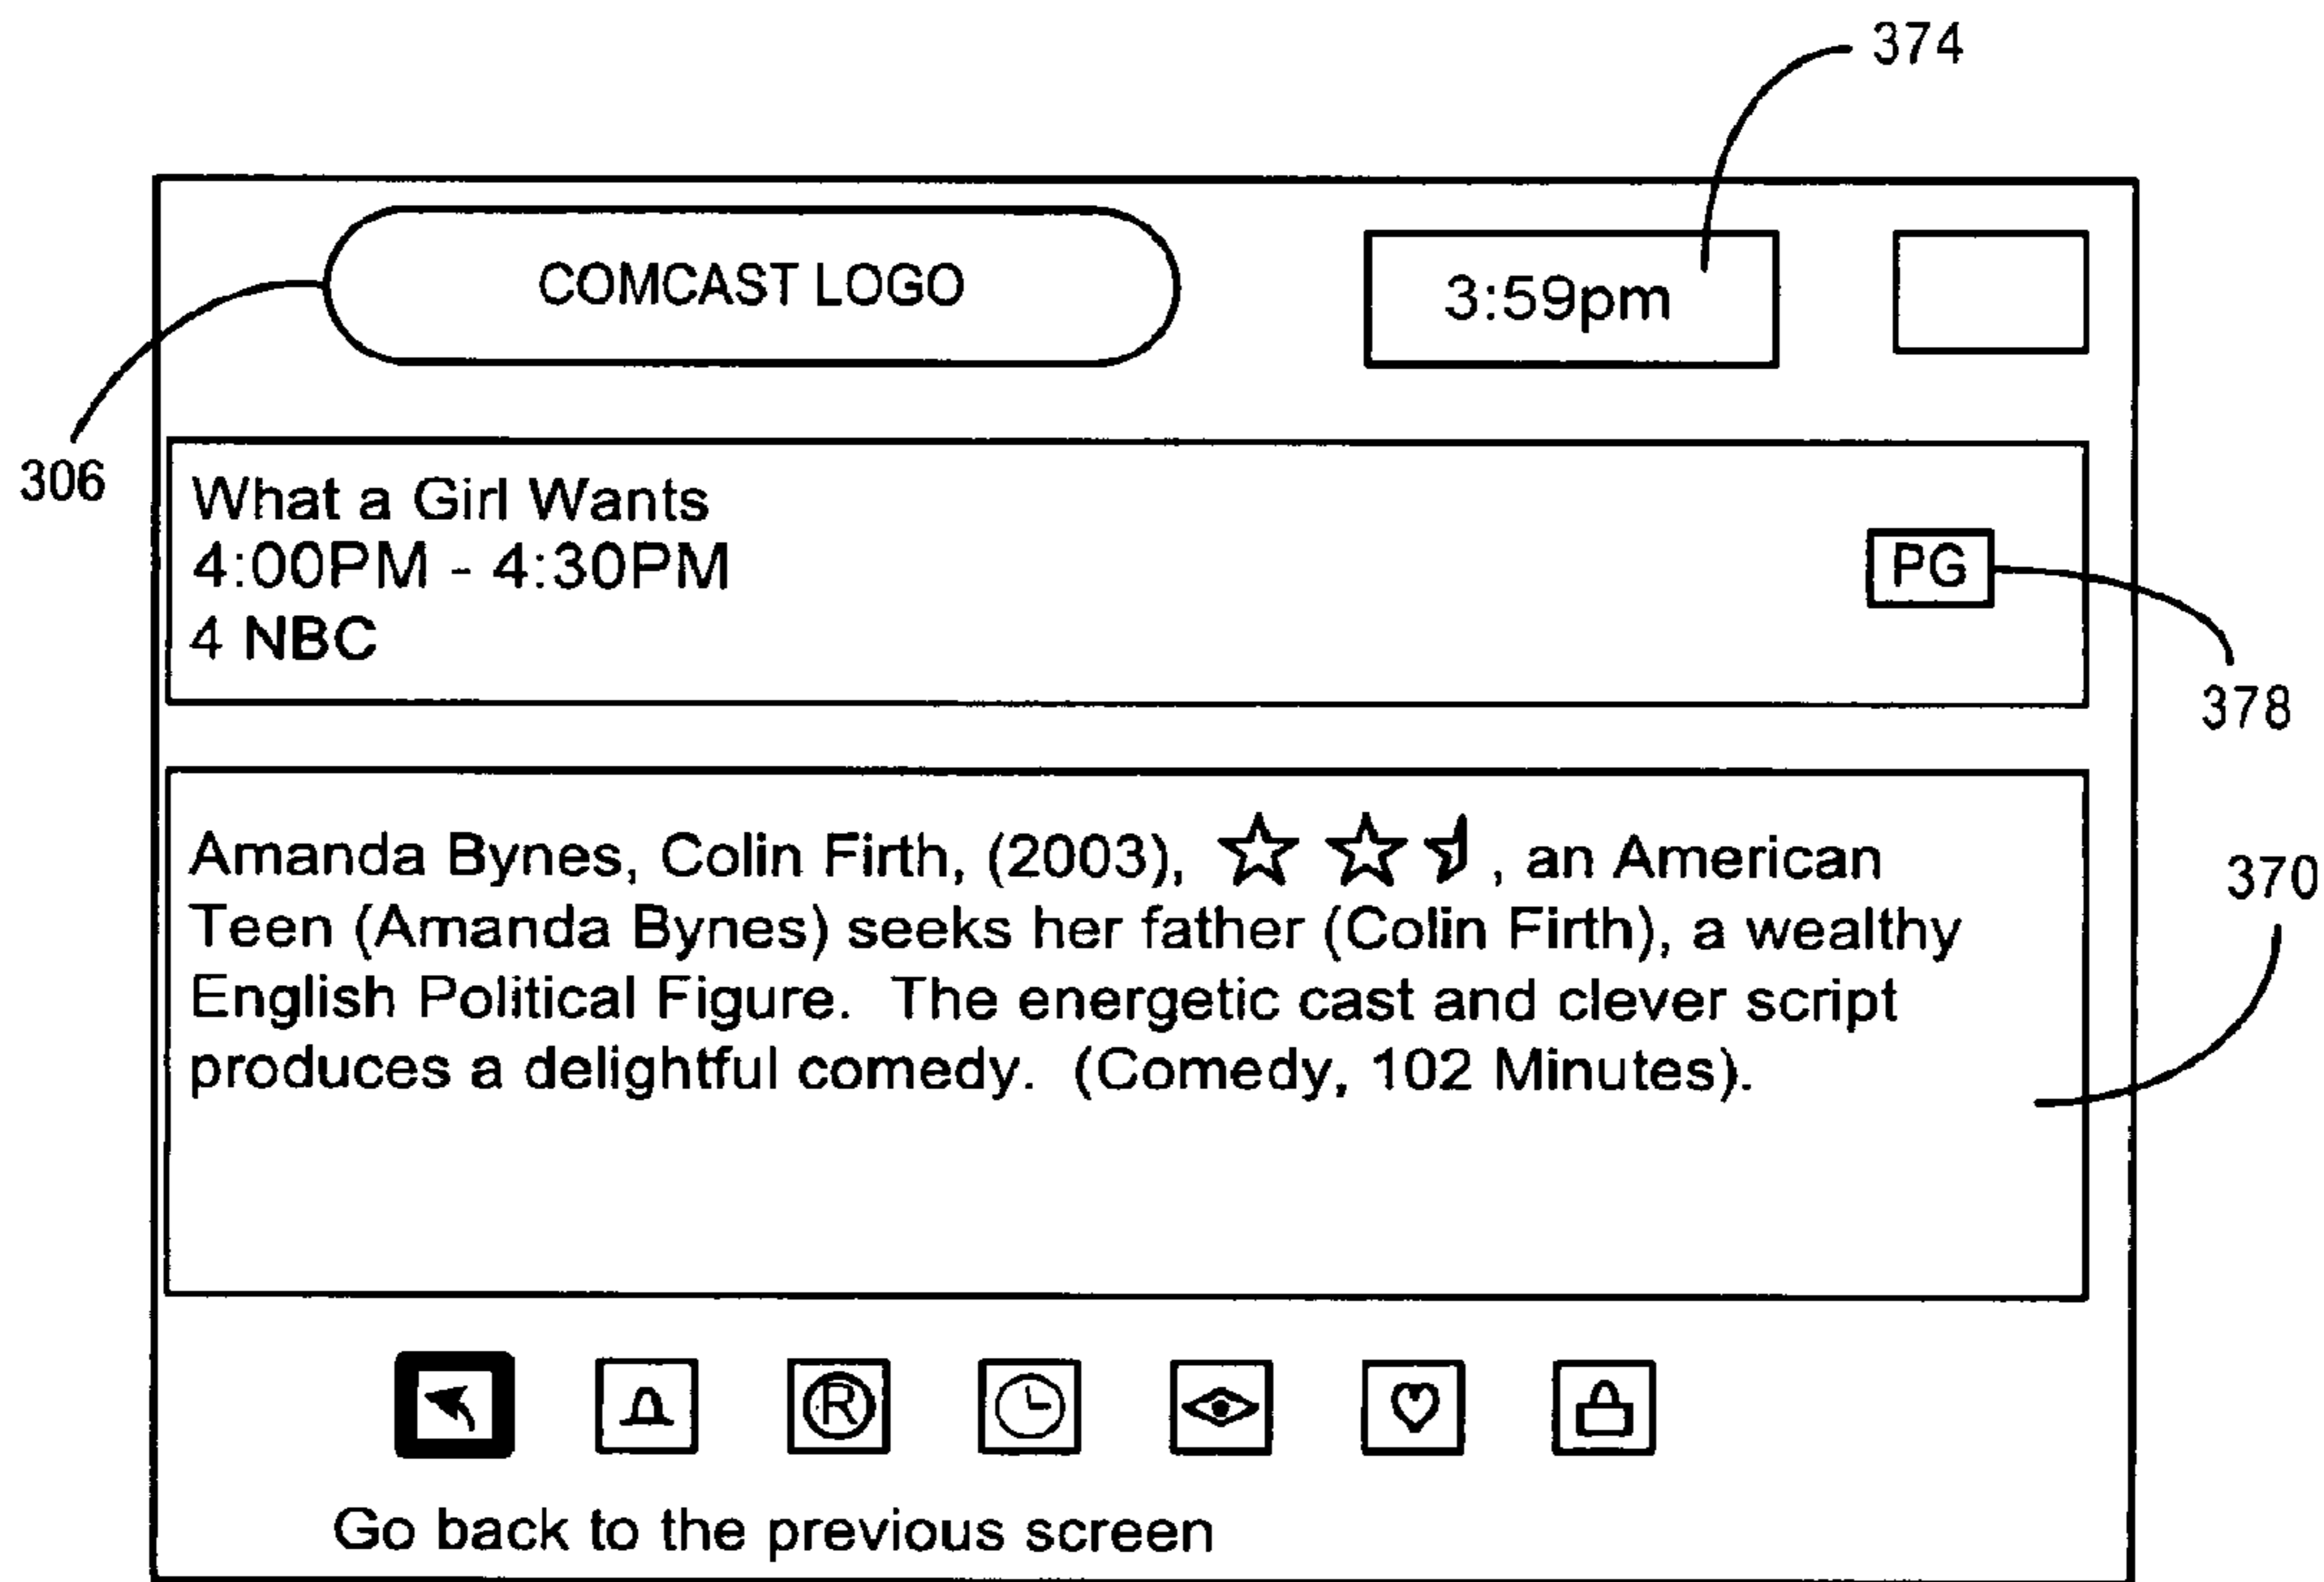 374
COMCAST LOGO
3:59pm
306
What a Girl Wants
4:00PM - 4:30PM
PG
4 NBC
378
Amanda Bynes, Colin Firth, (2003), ☆ ☆ ⯨, an American
370
Teen (Amanda Bynes) seeks her father (Colin Firth), a wealthy
English Political Figure. The energetic cast and clever script
produces a delightful comedy. (Comedy, 102 Minutes).
R
Go back to the previous screen